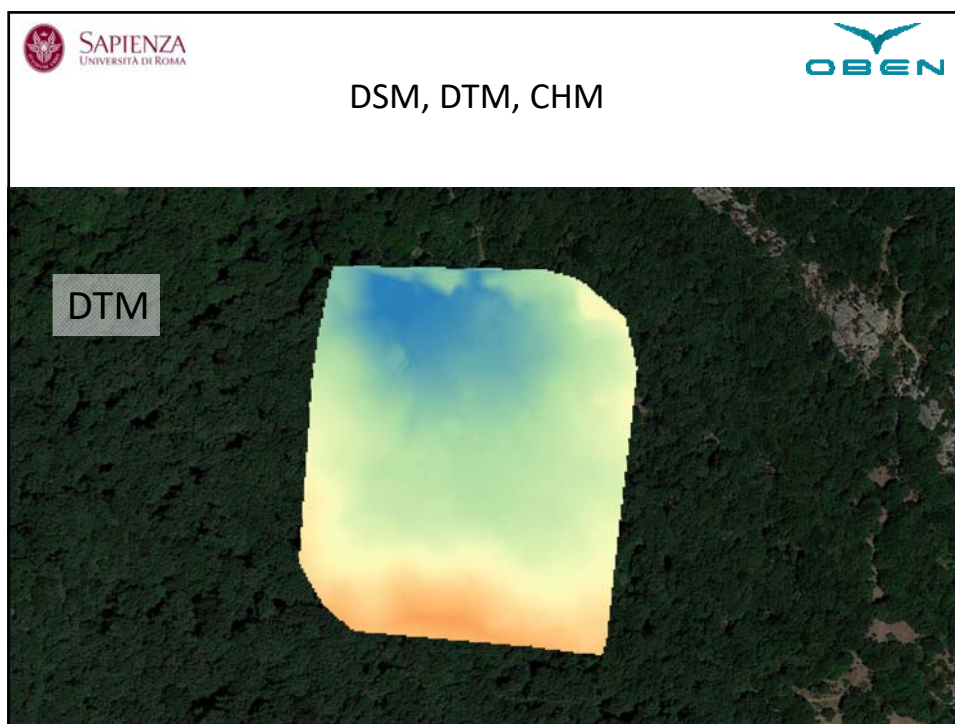 SAPIENZA
UNIVERSITÀ DI ROMA
OBEN
DSM, DTM, CHM
DTM